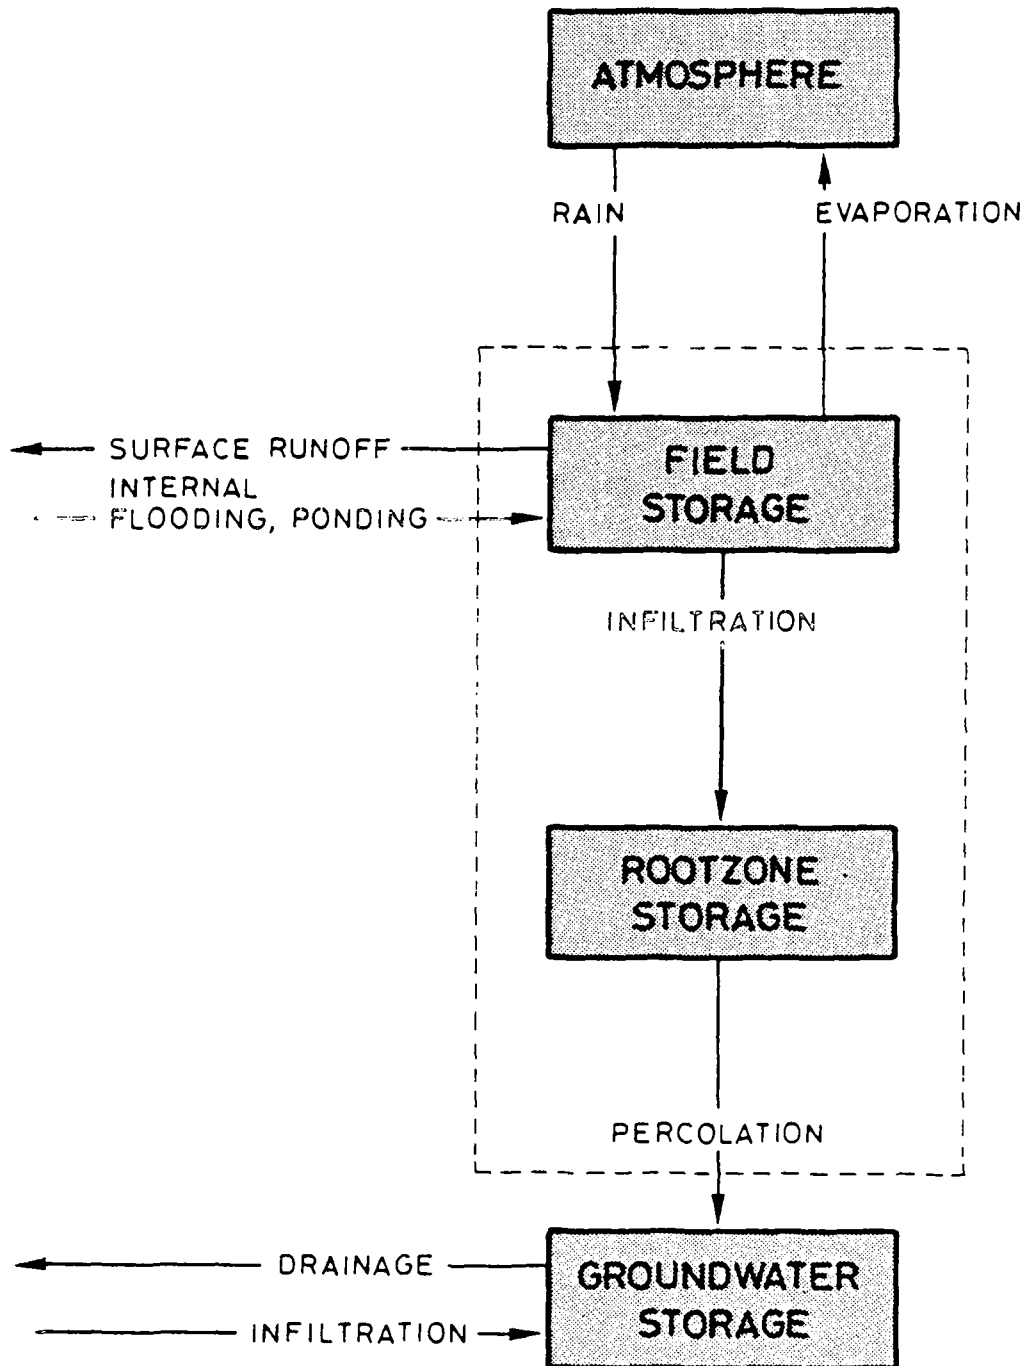 ATMOSPHERE
RAIN
EVAPORATION
SURFACE RUNOFF
INTERNAL
FLOODING, PONDING
FIELD
STORAGE
INFILTRATION
ROOTZONE
STORAGE
PERCOLATION
DRAINAGE
INFILTRATION
GROUNDWATER
STORAGE